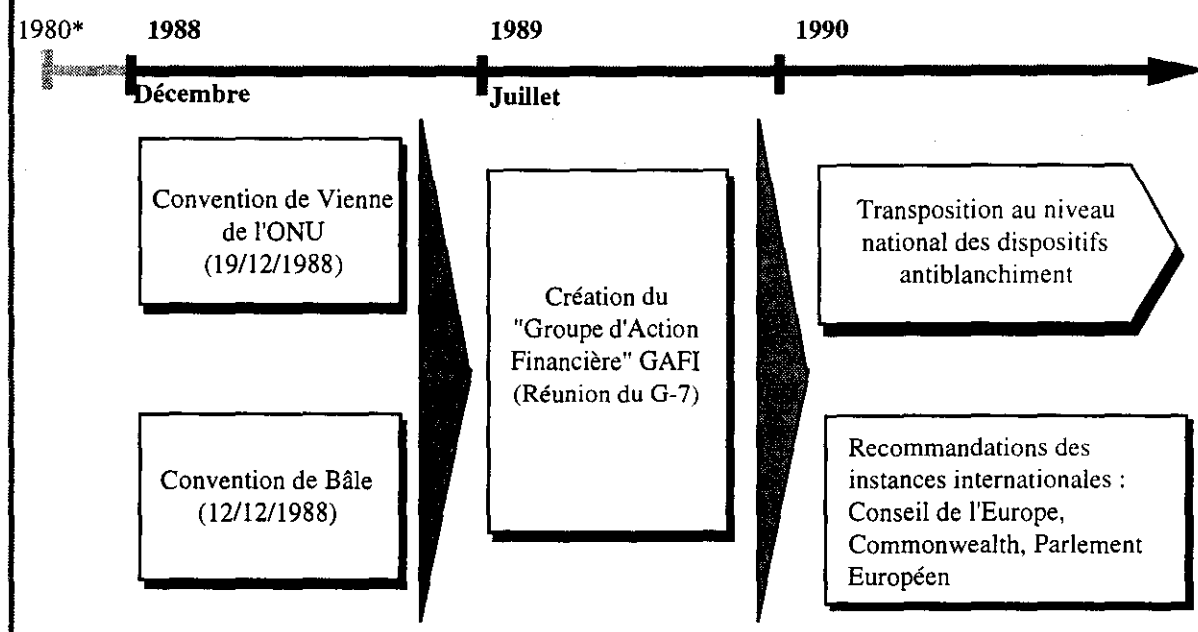 1980*
1988
1989
1990
Décembre
Juillet
Convention de Vienne
de l'ONU
(19/12/1988)
Convention de Bâle
(12/12/1988)
Création du
"Groupe d'Action
Financière" GAFI
(Réunion du G-7)
Transposition au niveau
national des dispositifs
antiblanchiment
Recommandations des
instances internationales :
Conseil de l'Europe,
Commonwealth, Parlement
Européen